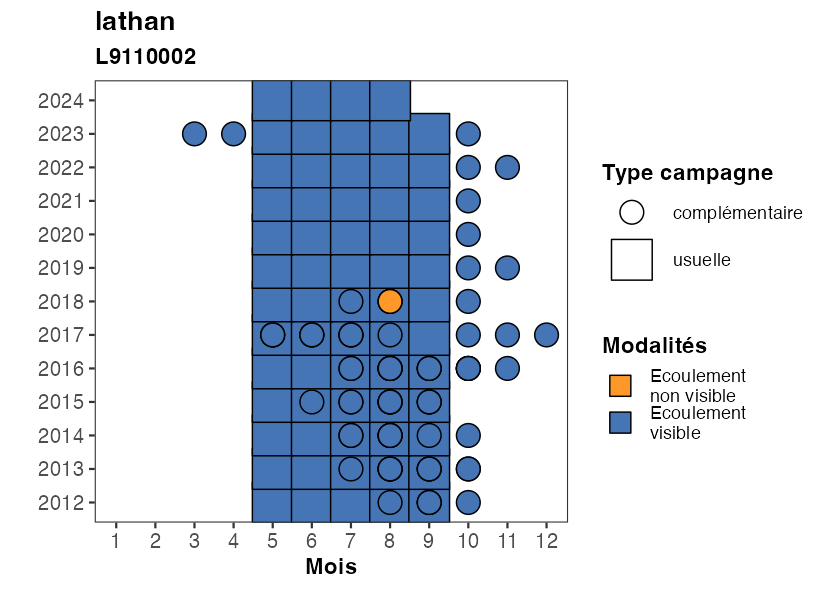 lathan
L9110002
2024
2023
2022
2021
2020
2019
2018
2017
2016
2015
2014
2013
2012
1 2 3 4 5 6 7 8 9 10 11 12
Mois
Type campagne
complémentaire
usuelle
Modalités
Ecoulement
non visible
Ecoulement
visible